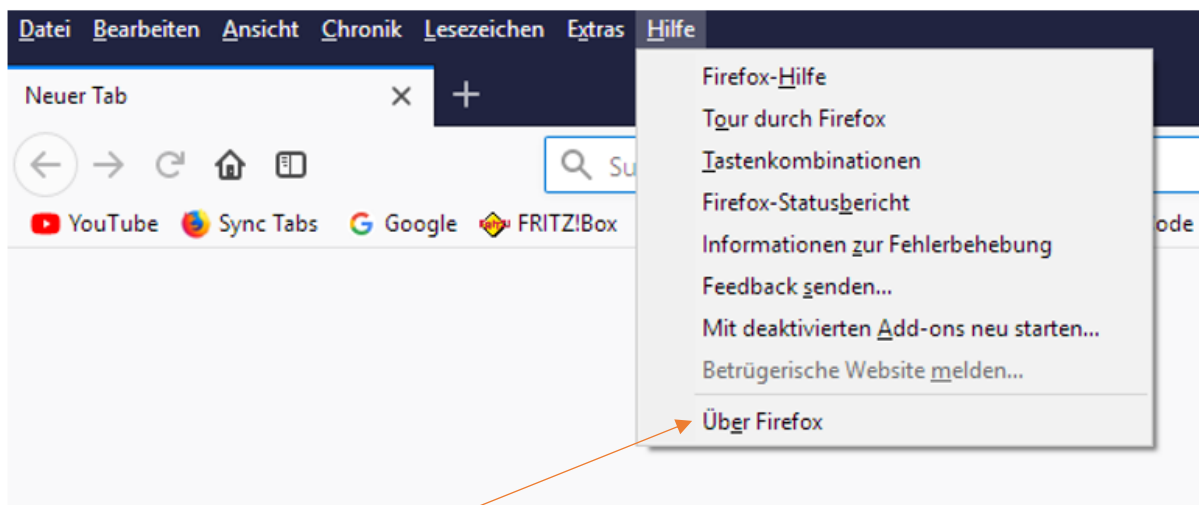 Datei Bearbeiten Ansicht Chronik Lesezeichen Extras Hilfe
Neuer Tab
Su
YouTube Sync Tabs Google FRITZ!Box
ode
Firefox-Hilfe
Tour durch Firefox
Tastenkombinationen
Firefox-Statusbericht
Informationen zur Fehlerbehebung
Feedback senden...
Mit deaktivierten Add-ons neu starten...
Betrügerische Website melden...
Über Firefox